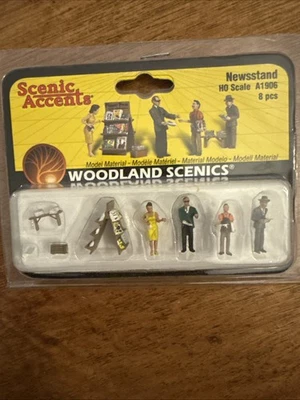 Scenic
Accents®
Newsstand
HO Scale A1906
8 pcs
Model Material - Modèle Matériel - Material Modelo - Modell Material
WOODLAND SCENICS®